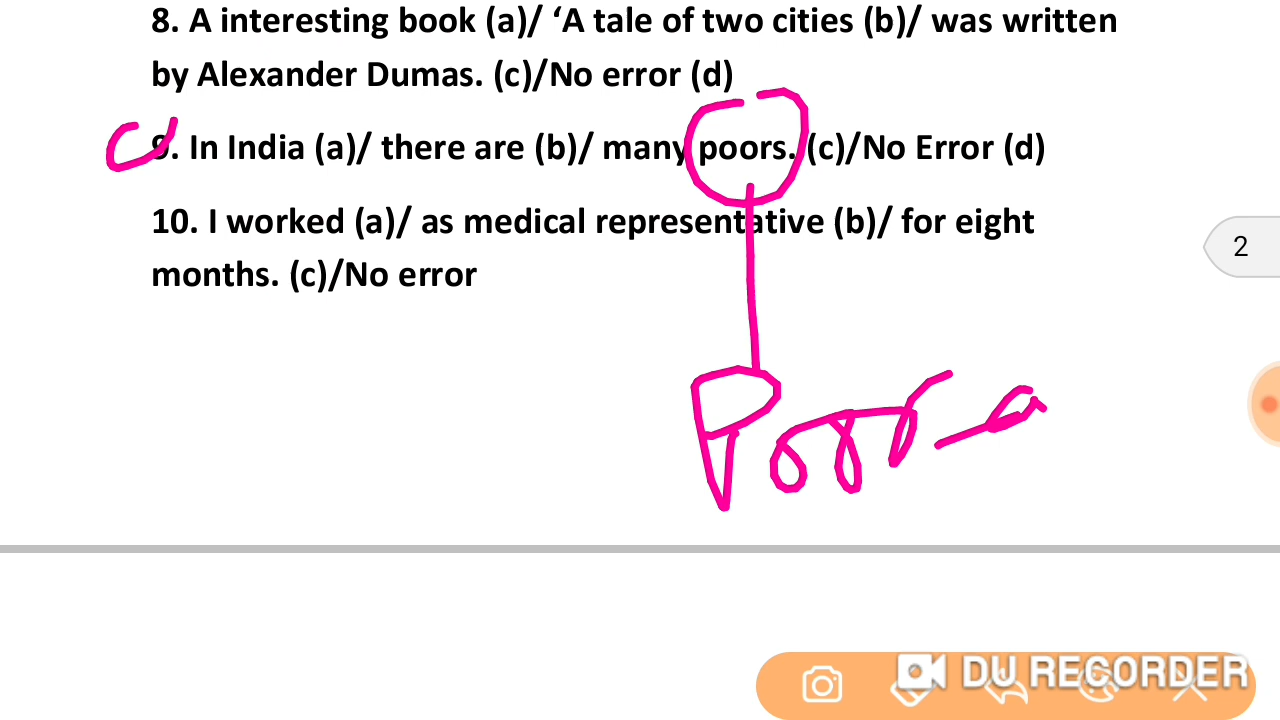 8. A interesting book (a)/ ‘A tale of two cities (b)/ was written
by Alexander Dumas. (c)/No error (d)
9. In India (a)/ there are (b)/ many poors. (c)/No Error (d)
10. I worked (a)/ as medical representative (b)/ for eight
months. (c)/No error
2
Poor
DU RECORDER